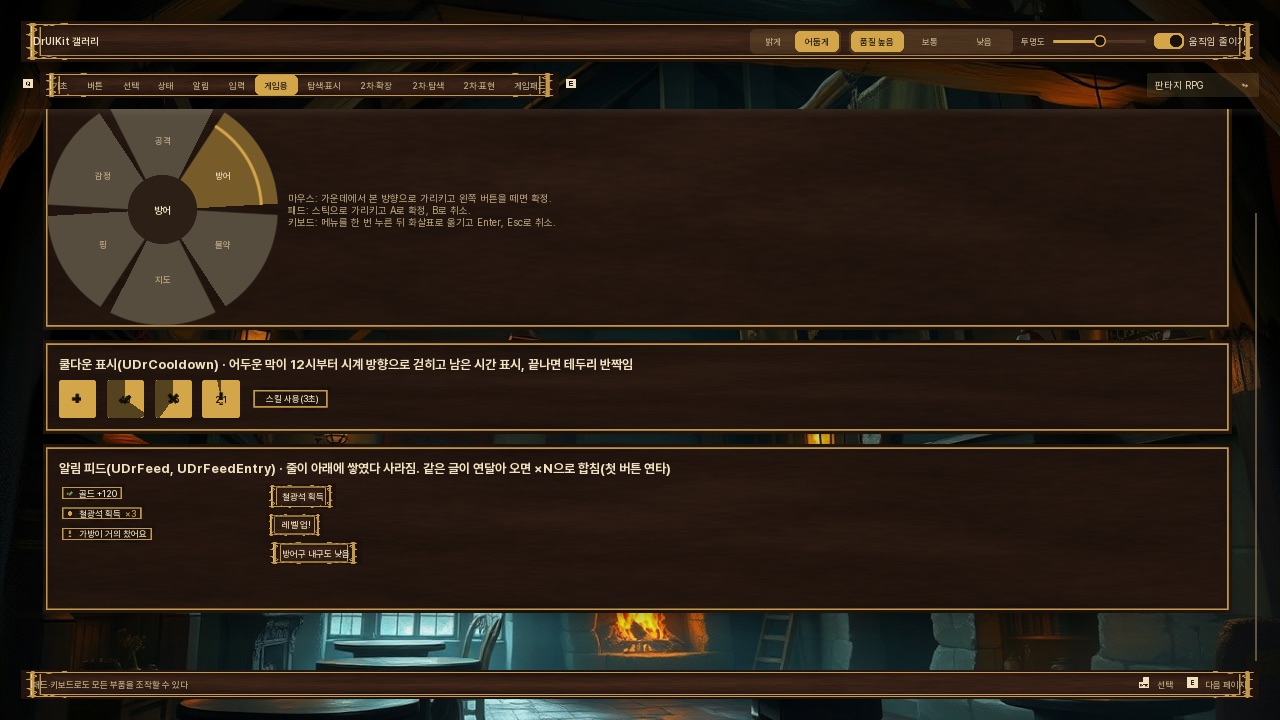 DrUIKit 갤러리
밝게 어둡게 품질 높음 보통 낮음 투명도 움직임 줄이기
Q 기초 버튼 선택 상태 알림 입력 게임용 탐색·표시 2차·확장 2차·탐색 2차·표현 게임패 E 판타지 RPG
공격
감정 방어
방어
핑 물약
지도
마우스: 가운데에서 본 방향으로 가리키고 왼쪽 버튼을 떼면 확정.
패드: 스틱으로 가리키고 A로 확정, B로 취소.
키보드: 메뉴를 한 번 누른 뒤 화살표로 옮기고 Enter, Esc로 취소.
쿨다운 표시(UDrCooldown) · 어두운 막이 12시부터 시계 방향으로 걷히고 남은 시간 표시, 끝나면 테두리 반짝임
스킬 사용(3초)
알림 피드(UDrFeed, UDrFeedEntry) · 줄이 아래에 쌓였다 사라짐. 같은 글이 연달아 오면 ×N으로 합침(첫 버튼 연타)
골드 +120
철광석 획득 ×3
가방이 거의 찼어요
철광석 획득
레벨 업!
방어구 내구도 낮음
패드·키보드로도 모든 부품을 조작할 수 있다
선택 E 다음 페이지